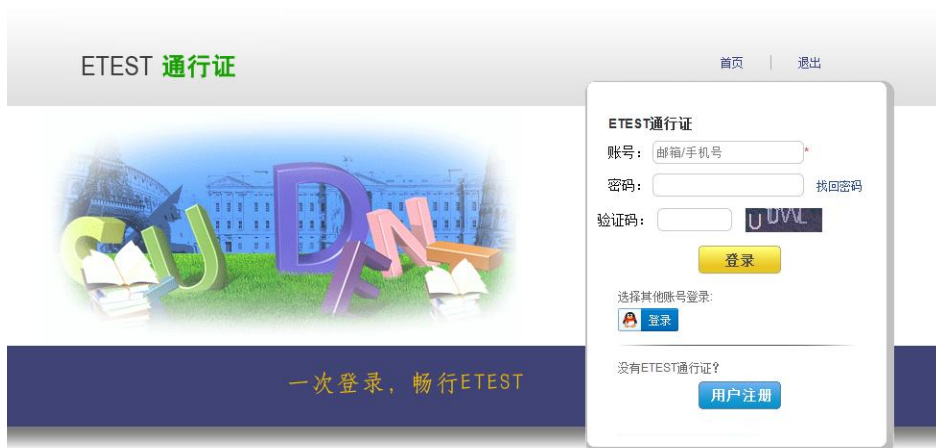 ETEST 通行证
首页 | 退出
ETEST通行证
账号： 邮箱/手机号 *
密码： 找回密码
验证码：
登录
选择其他账号登录:
登录
一次登录，畅行ETEST
没有ETEST通行证?
用户注册